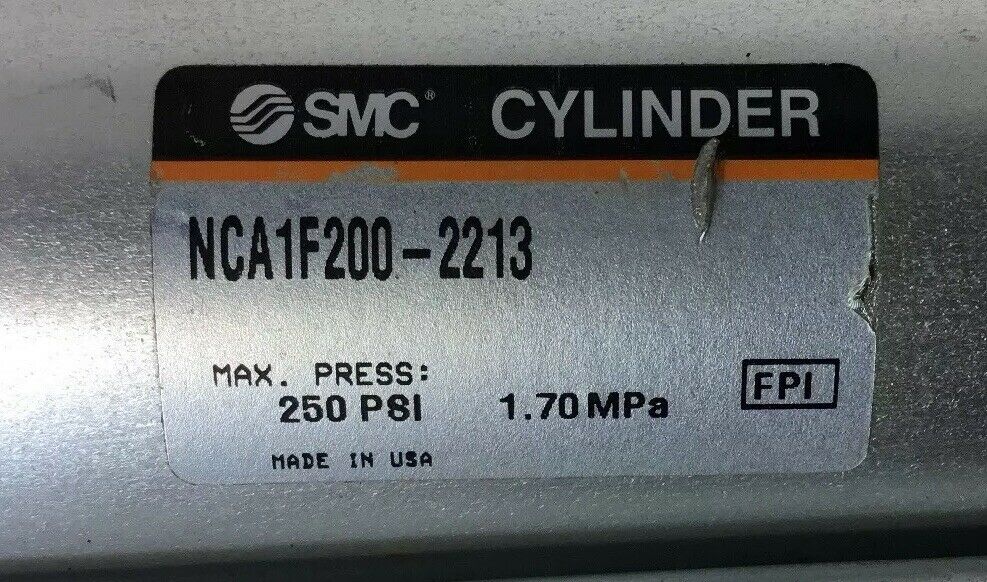 SMC® CYLINDER
NCA1F200-2213
MAX. PRESS:
250 PSI 1.70 MPa FPI
MADE IN USA